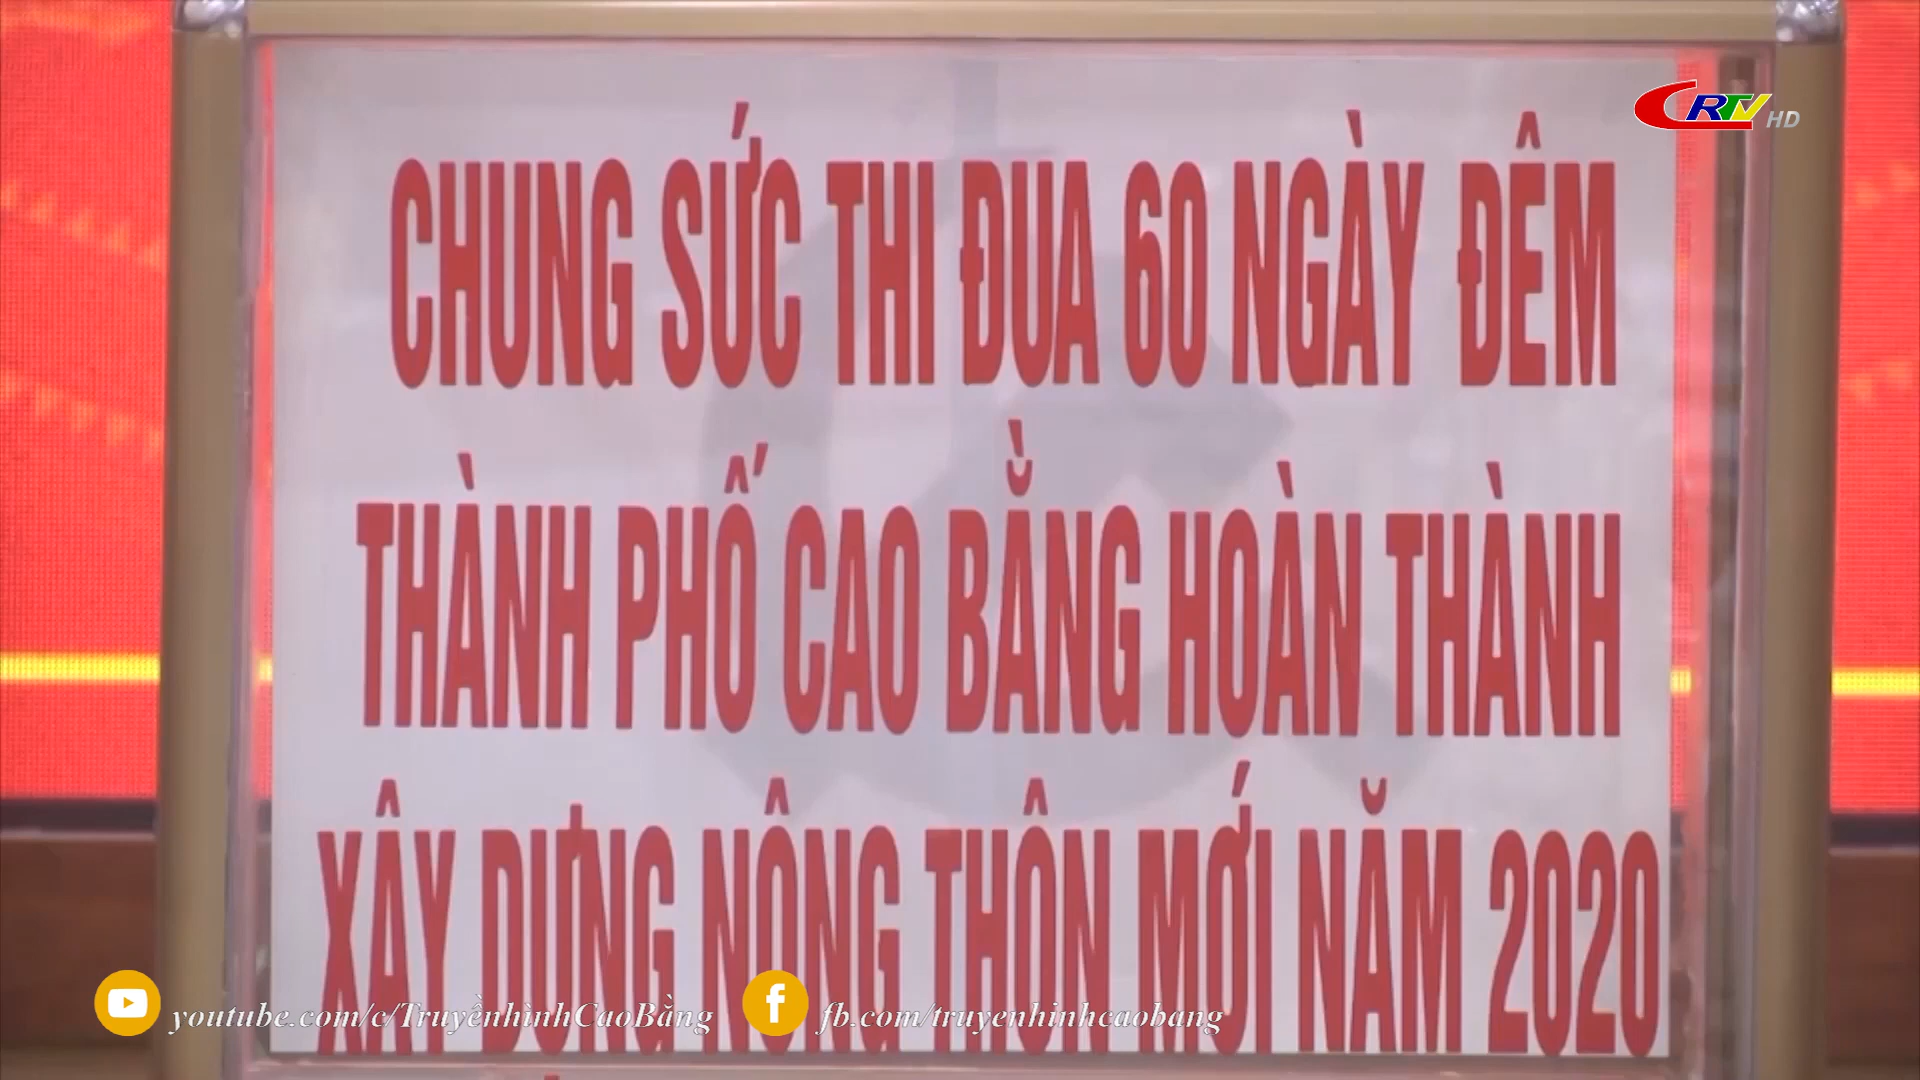 CRTV HD
CHUNG SỨC THI ĐUA 60 NGÀY ĐÊM
THÀNH PHỐ CAO BẰNG HOÀN THÀNH
XÂY DỰNG NÔNG THÔN MỚI NĂM 2020
youtube.com/c/TruyềnhìnhCaoBằng
fb.com/truyenhinhcaobang